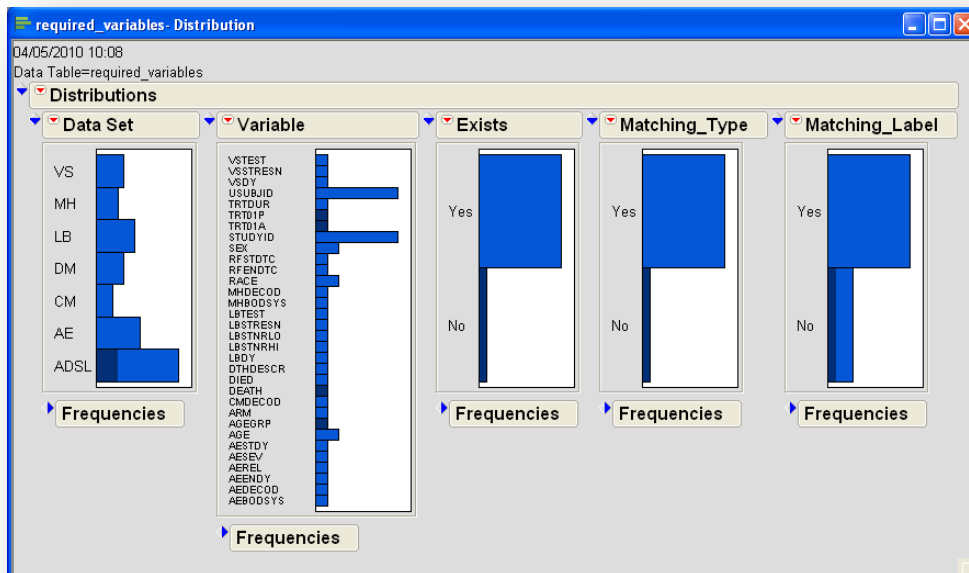 required_variables- Distribution
04/05/2010 10:08
Data Table=required_variables
Distributions
Data Set
VS
MH
LB
DM
CM
AE
ADSL
Frequencies
Variable
VSTEST
VSSTRESN
VSDY
USUBJID
TRTDUR
TRT01P
TRT01A
STUDYID
SEX
RFSTDTC
RFENDTC
RACE
MHDECOD
MHBODSYS
LBTEST
LBSTRESN
LBSTNRLO
LBSTNRHI
LBDY
DTHDESCR
DIED
DEATH
CMDECOD
ARM
AGEGRP
AGE
AESTDY
AESEV
AEREL
AEENDY
AEDECOD
AEBODSYS
Frequencies
Exists
Yes
No
Frequencies
Matching_Type
Yes
No
Frequencies
Matching_Label
Yes
No
Frequencies